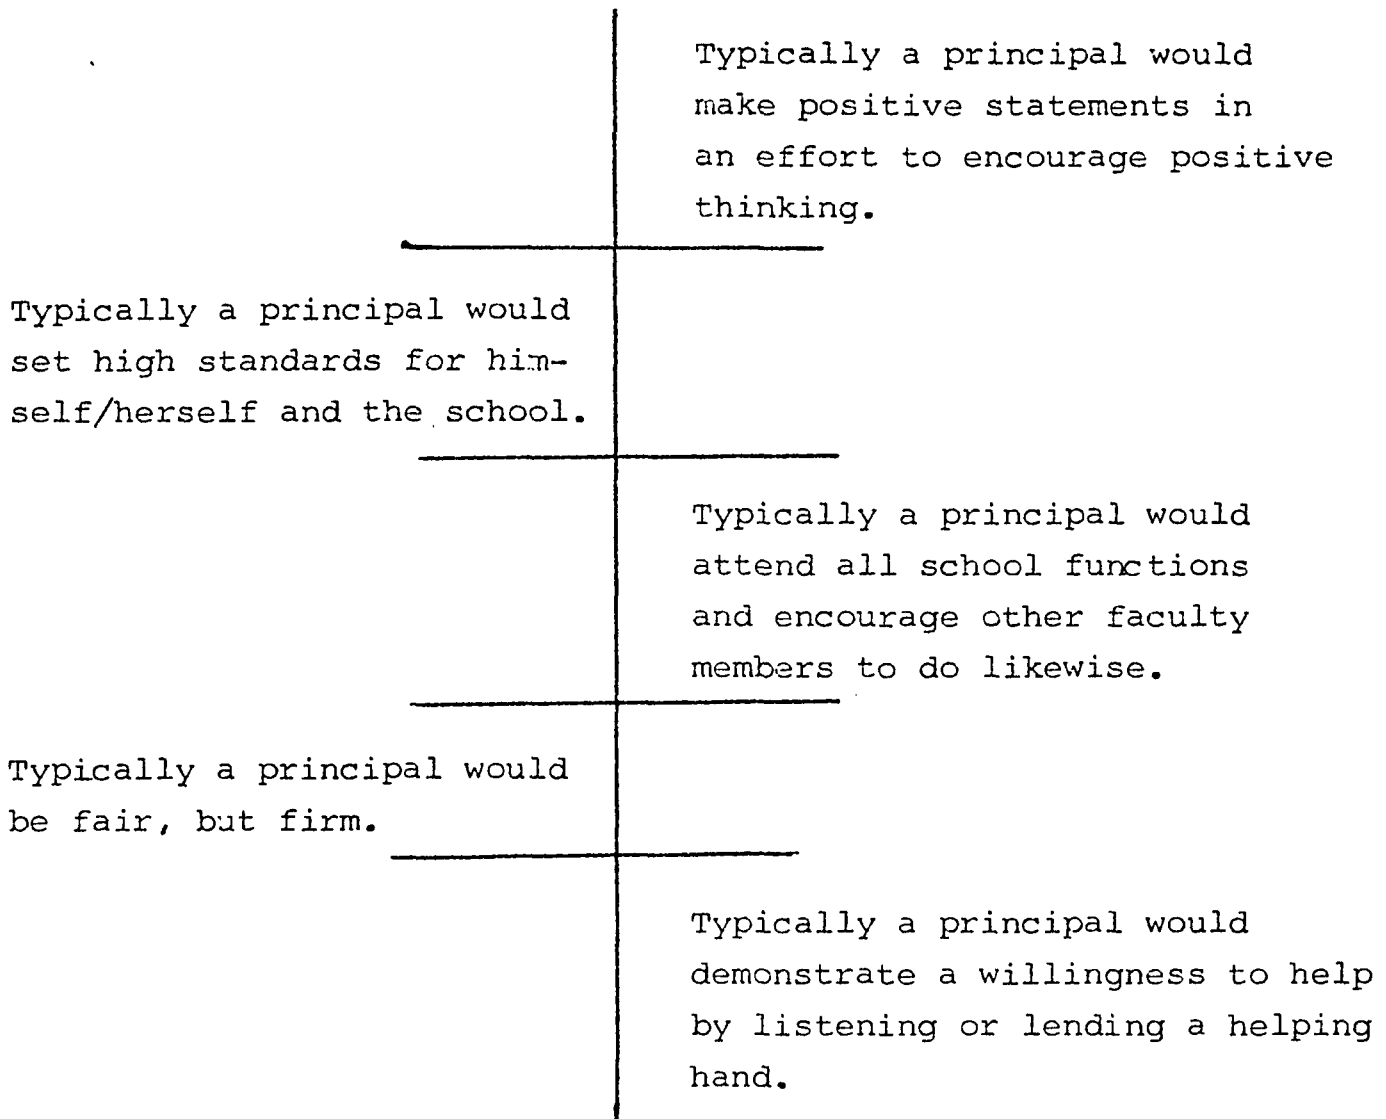 Typically a principal would
make positive statements in
an effort to encourage positive
thinking.
Typically a principal would
set high standards for him-
self/herself and the school.
Typically a principal would
attend all school functions
and encourage other faculty
members to do likewise.
Typically a principal would
be fair, but firm.
Typically a principal would
demonstrate a willingness to help
by listening or lending a helping
hand.